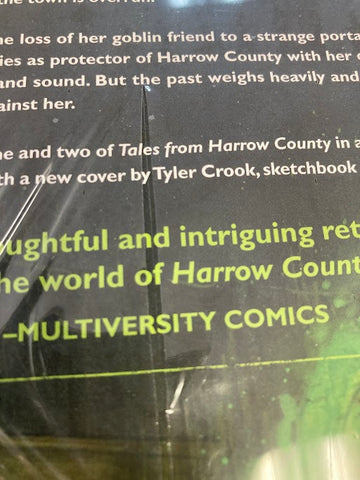 the town is overrun.
he loss of her goblin friend to a strange porta
ies as protector of Harrow County with her
and sound. But the past weighs heavily and
ainst her.
ne and two of Tales from Harrow County in a
th a new cover by Tyler Crook, sketchbook
oughtful and intriguing ret
he world of Harrow Count
–MULTIVERSITY COMICS